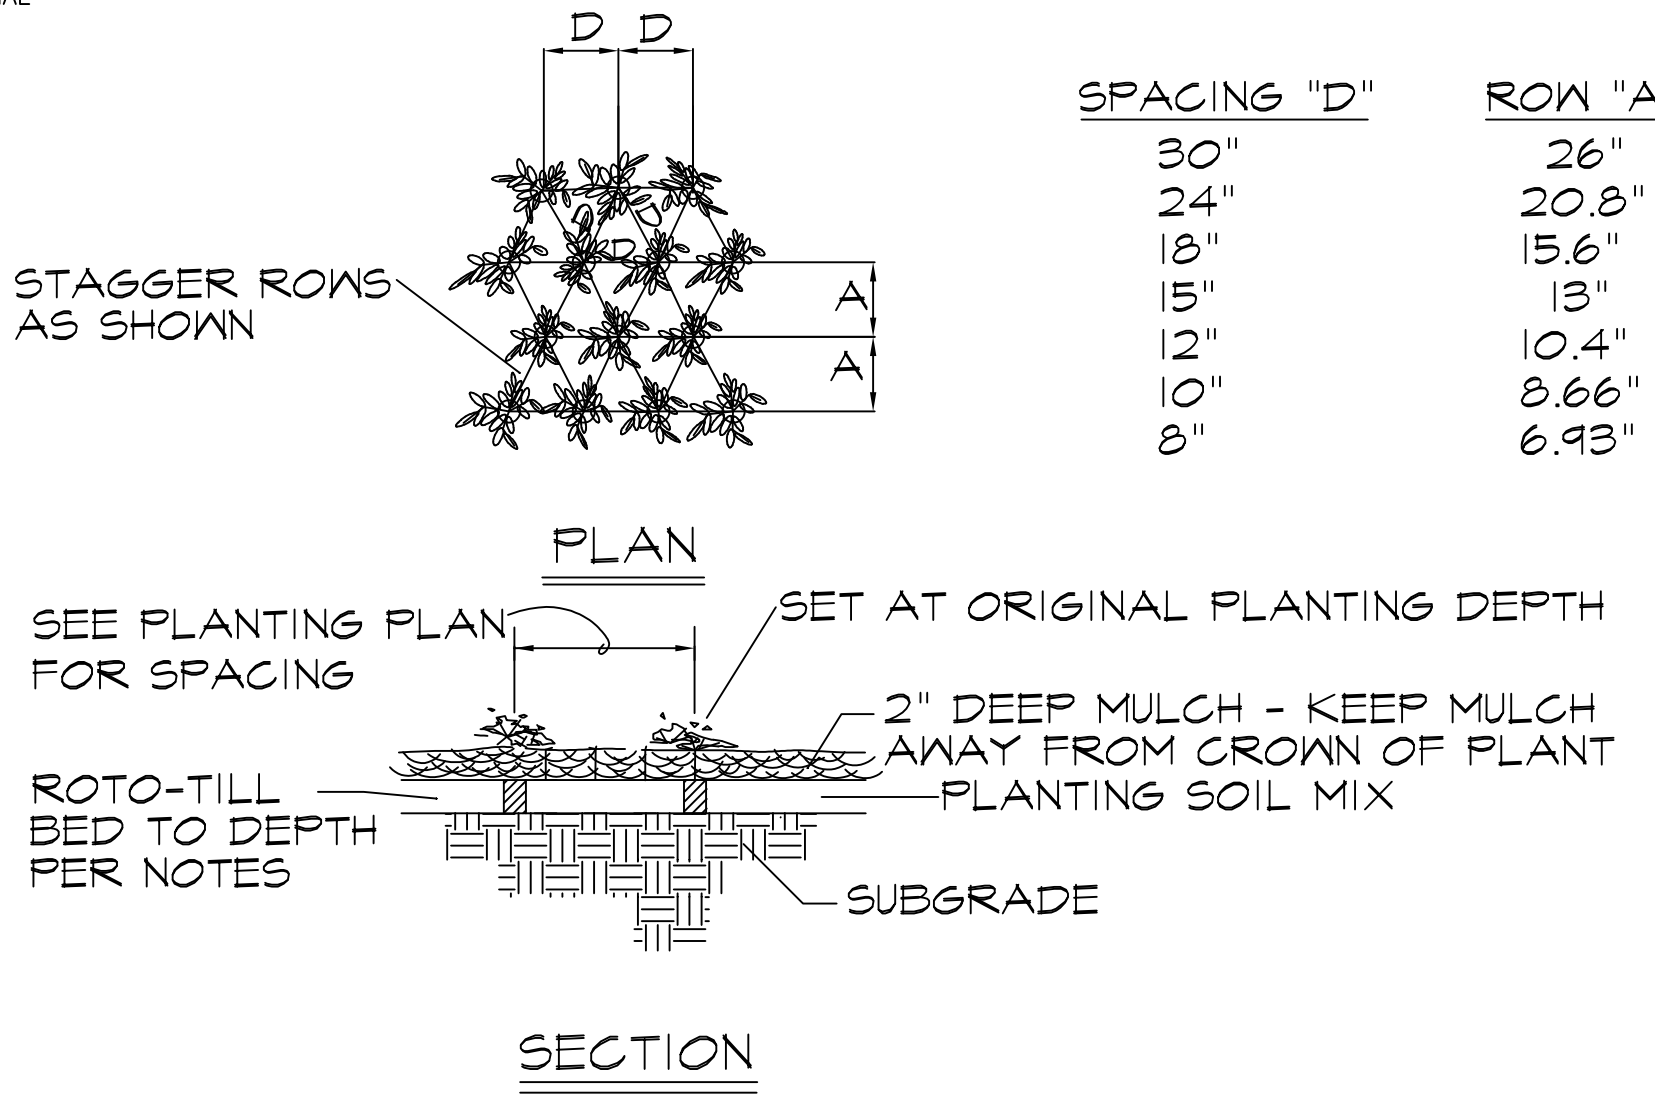 D D
SPACING "D" ROW "A
30" 26"
24" 20.8"
18" 15.6"
15" 13"
12" 10.4"
10" 8.66"
8" 6.93"
D D
D
STAGGER ROWS
AS SHOWN
A
A
PLAN
SEE PLANTING PLAN
FOR SPACING
SET AT ORIGINAL PLANTING DEPTH
2" DEEP MULCH - KEEP MULCH
AWAY FROM CROWN OF PLANT
PLANTING SOIL MIX
ROTO-TILL
BED TO DEPTH
PER NOTES
SUBGRADE
SECTION